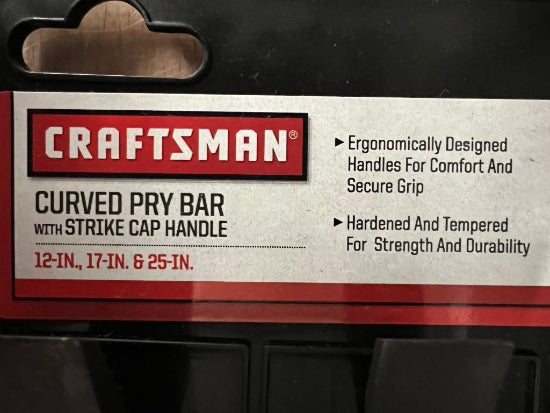 CRAFTSMAN®
CURVED PRY BAR
WITH STRIKE CAP HANDLE
12-IN., 17-IN. & 25-IN.
▸ Ergonomically Designed
Handles For Comfort And
Secure Grip
▸ Hardened And Tempered
For Strength And Durability